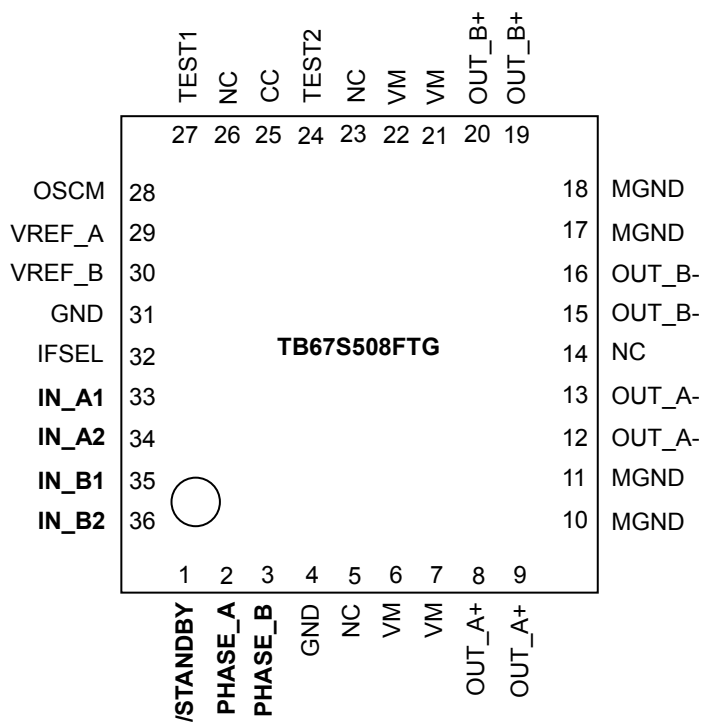 TEST1
NC
CC
TEST2
NC
VM
VM
OUT_B+
OUT_B+
27 26 25 24 23 22 21 20 19
OSCM 28
18 MGND
VREF_A 29
17 MGND
VREF_B 30
16 OUT_B-
GND 31
15 OUT_B-
IFSEL 32
TB67S508FTG
14 NC
IN_A1 33
13 OUT_A-
IN_A2 34
12 OUT_A-
IN_B1 35
11 MGND
IN_B2 36
10 MGND
1 2 3 4 5 6 7 8 9
/STANDBY
PHASE_A
PHASE_B
GND
NC
VM
VM
OUT_A+
OUT_A+